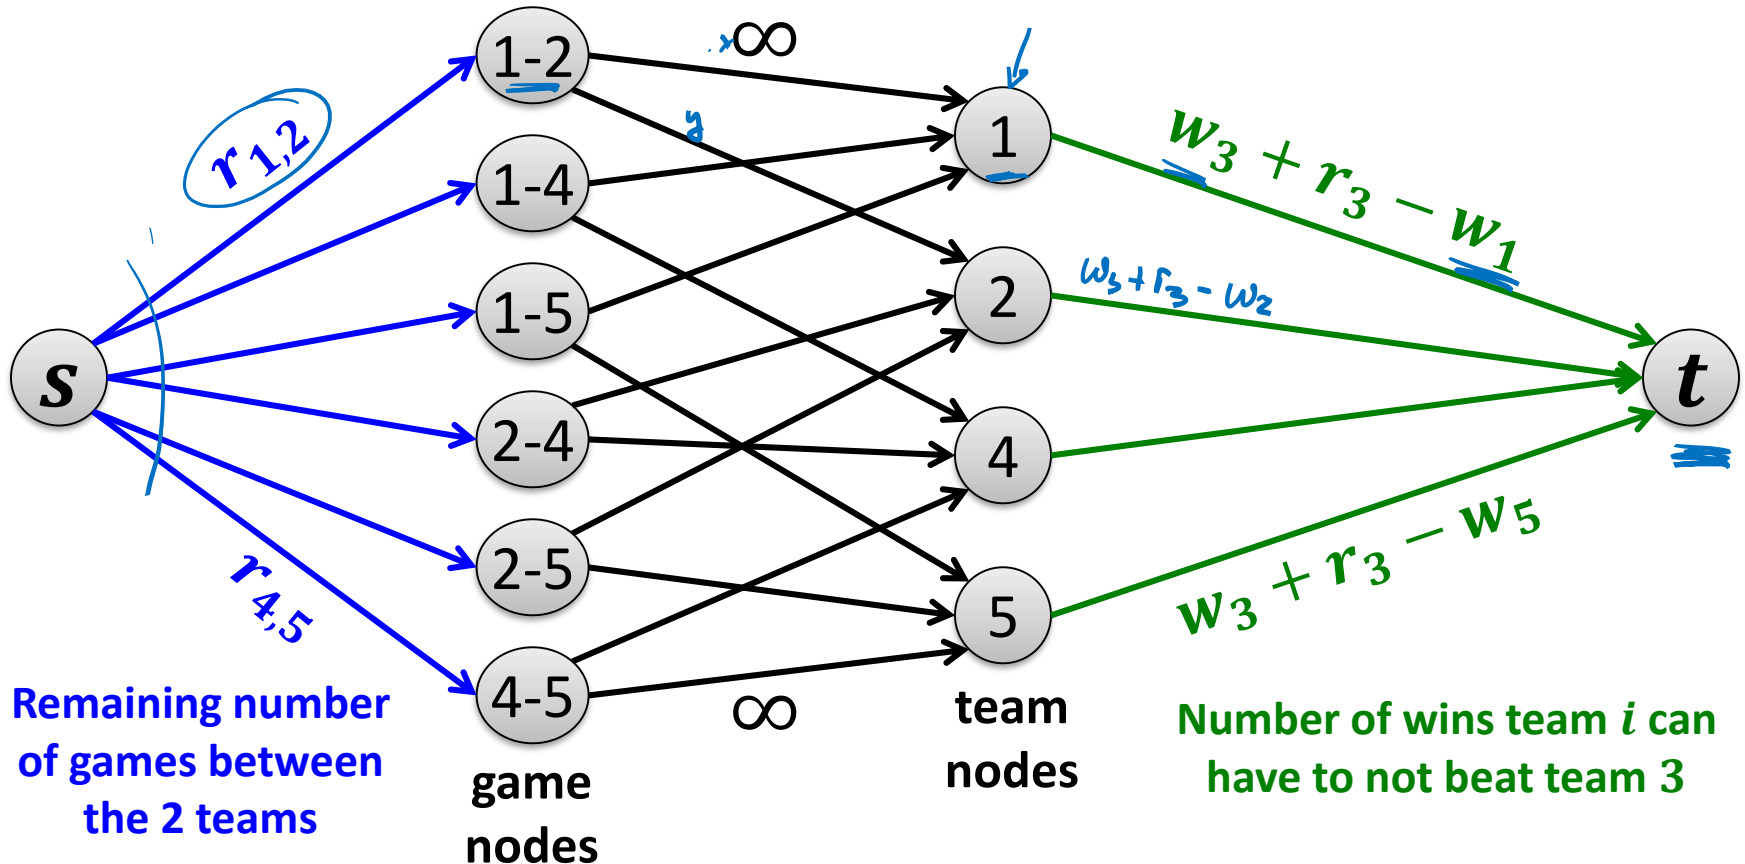 1-2
x
∞
1
r1,2
y
w3 + r3 − w1
1-4
1-5
2
w3 + r3 - w2
s
t
2-4
4
2-5
5
w3 + r3 − w5
r4,5
4-5
∞
Remaining number
of games between
the 2 teams
game
nodes
team
nodes
Number of wins team i can
have to not beat team 3